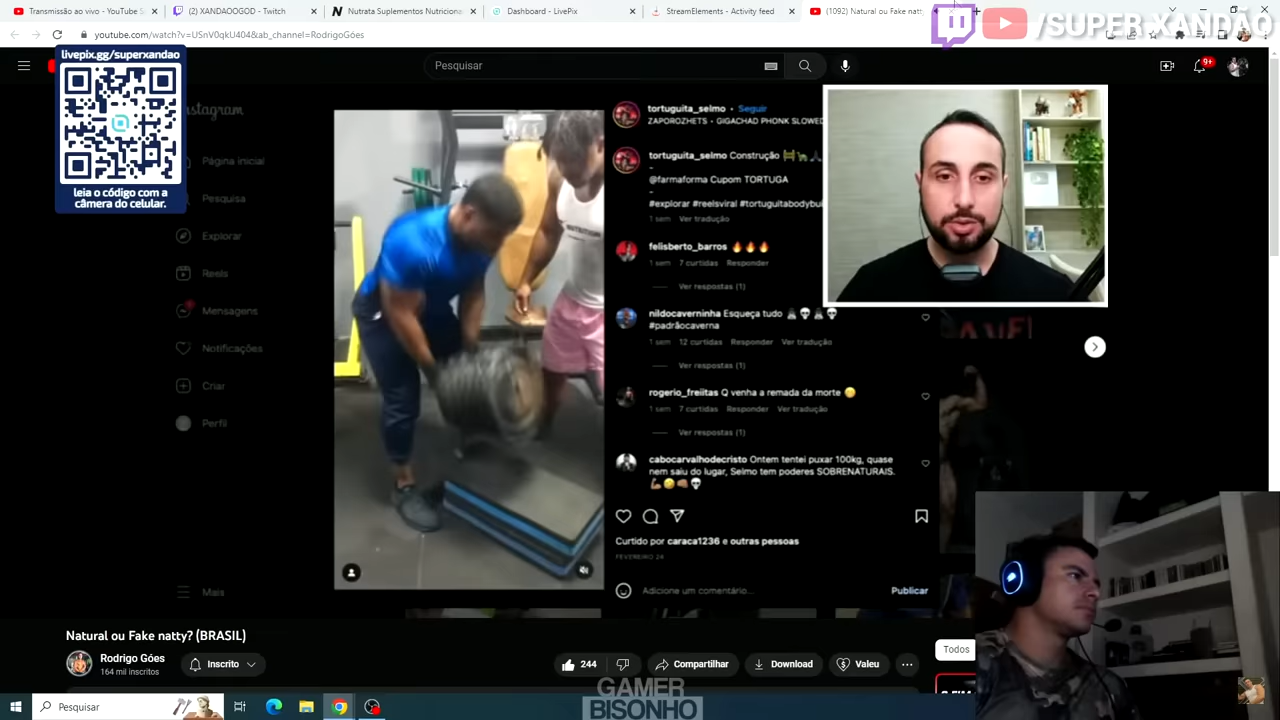 Transmissão ao vivo - YouTube S
(2) XANDAOOGOD - Twitch
Nutrata Suplementos Nutricionai
Dashboard - LivePix
StreamElements - Activity feed
(1092) Natural ou Fake natty
/SUPER XANDÃO
youtube.com/watch?v=USnV0qkU404&ab_channel=RodrigoGóes
livepix.gg/superxandao
leia o código com a
câmera do celular.
Pesquisar
9+
Página inicial
Pesquisa
Explorar
Reels
Mensagens
Notificações
Criar
Perfil
Mais
tortuguita_selmo • Seguir
ZAPOROZHETS • GIGACHAD PHONK SLOWED
tortuguita_selmo Construção
-
@farmaforma Cupom TORTUGA
-
#explorar #reelsviral #tortuguitabodybui
1 sem Ver tradução
felisberto_barros 🔥🔥🔥
1 sem 7 curtidas Responder
Ver respostas (1)
nildocaverninha Esqueça tudo
#padrãocaverna
1 sem 12 curtidas Responder Ver tradução
Ver respostas (1)
rogerio_freiitas Q venha a remada da morte
1 sem 7 curtidas Responder Ver tradução
Ver respostas (1)
cabocarvalhodecristo Ontem tentei puxar 100kg, quase
nem saiu do lugar, Selmo tem poderes SOBRENATURAIS.
Curtido por caraca1236 e outras pessoas
FEVEREIRO 24
Adicione um comentário...
Publicar
Natural ou Fake natty? (BRASIL)
Rodrigo Góes
164 mil inscritos
Inscrito
244
Compartilhar
Download
Valeu
Todos
GAMER
BISONHO
Pesquisar